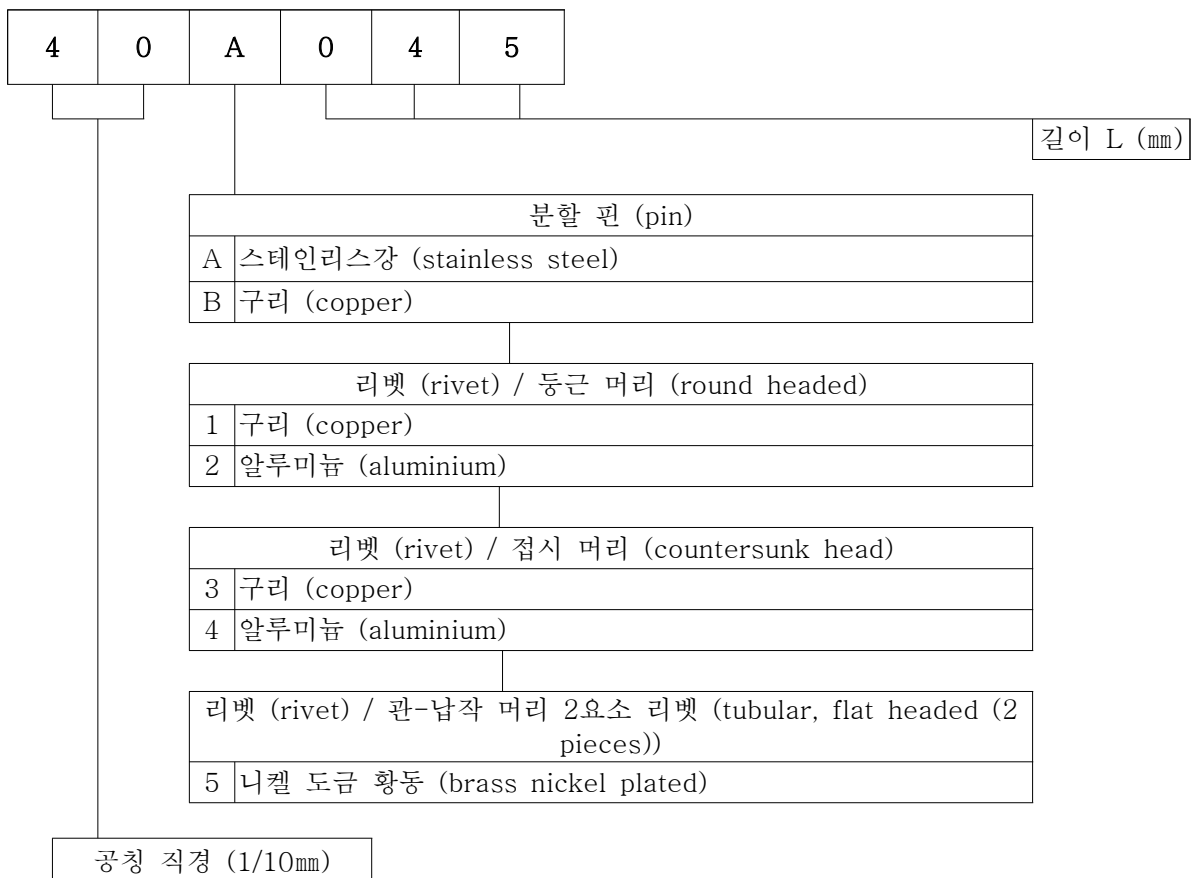 4 0 A 0 4 5
길이 L (㎜)
분할 핀 (pin)
A 스테인리스강 (stainless steel)
B 구리 (copper)
리벳 (rivet) / 둥근 머리 (round headed)
1 구리 (copper)
2 알루미늄 (aluminium)
리벳 (rivet) / 접시 머리 (countersunk head)
3 구리 (copper)
4 알루미늄 (aluminium)
리벳 (rivet) / 관-납작 머리 2요소 리벳 (tubular, flat headed (2
pieces))
5 니켈 도금 황동 (brass nickel plated)
공칭 직경 (1/10㎜)